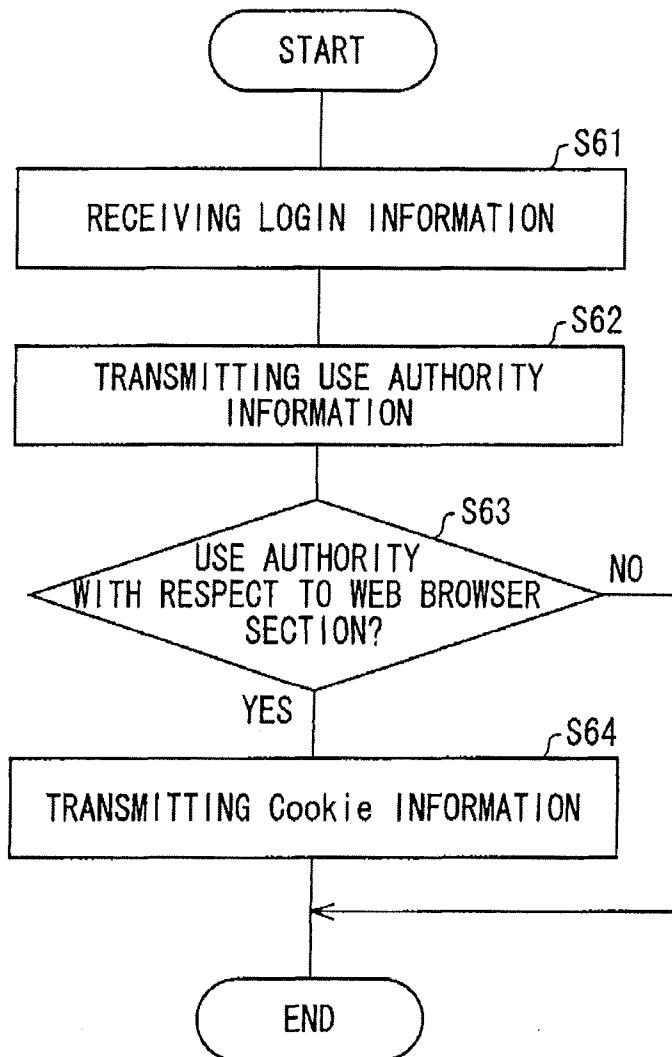 START
S61
RECEIVING LOGIN INFORMATION
S62
TRANSMITTING USE AUTHORITY
INFORMATION
S63
USE AUTHORITY
WITH RESPECT TO WEB BROWSER
SECTION?
NO
YES
S64
TRANSMITTING Cookie INFORMATION
END